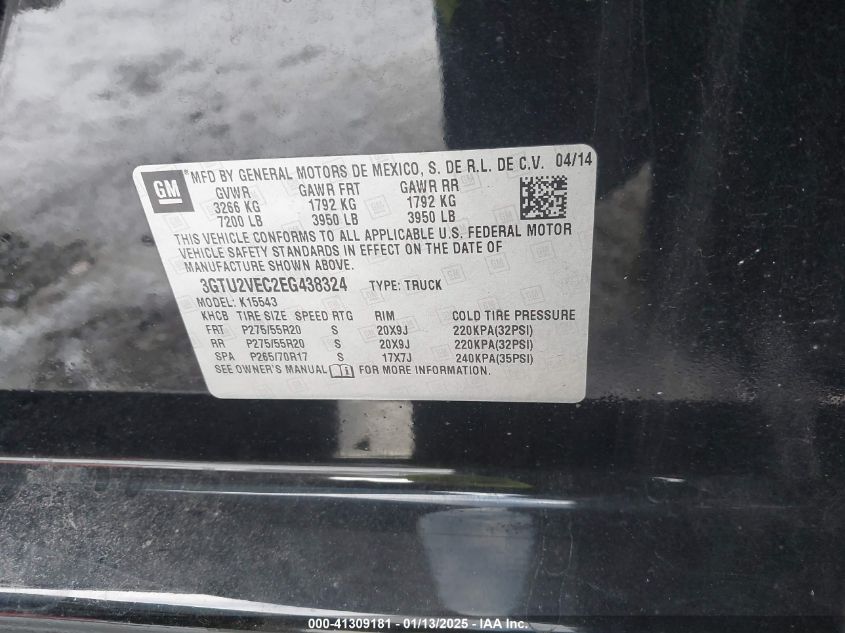 GM
*MFD BY GENERAL MOTORS DE MEXICO, S. DE R.L. DE C.V. 04/14
GVWR GAWR FRT GAWR RR
3266 KG 1792 KG 1792 KG
7200 LB 3950 LB 3950 LB
THIS VEHICLE CONFORMS TO ALL APPLICABLE U.S. FEDERAL MOTOR
VEHICLE SAFETY STANDARDS IN EFFECT ON THE DATE OF
MANUFACTURE SHOWN ABOVE.
3GTU2VEC2EG438324 TYPE: TRUCK
MODEL: K15543
KHCB TIRE SIZE SPEED RTG RIM COLD TIRE PRESSURE
FRT P275/55R20 S 20X9J 220KPA(32PSI)
RR P275/55R20 S 20X9J 220KPA(32PSI)
SPA P265/70R17 S 17X7J 240KPA(35PSI)
SEE OWNER'S MANUAL FOR MORE INFORMATION.
000-41309181 - 01/13/2025 - IAA Inc.